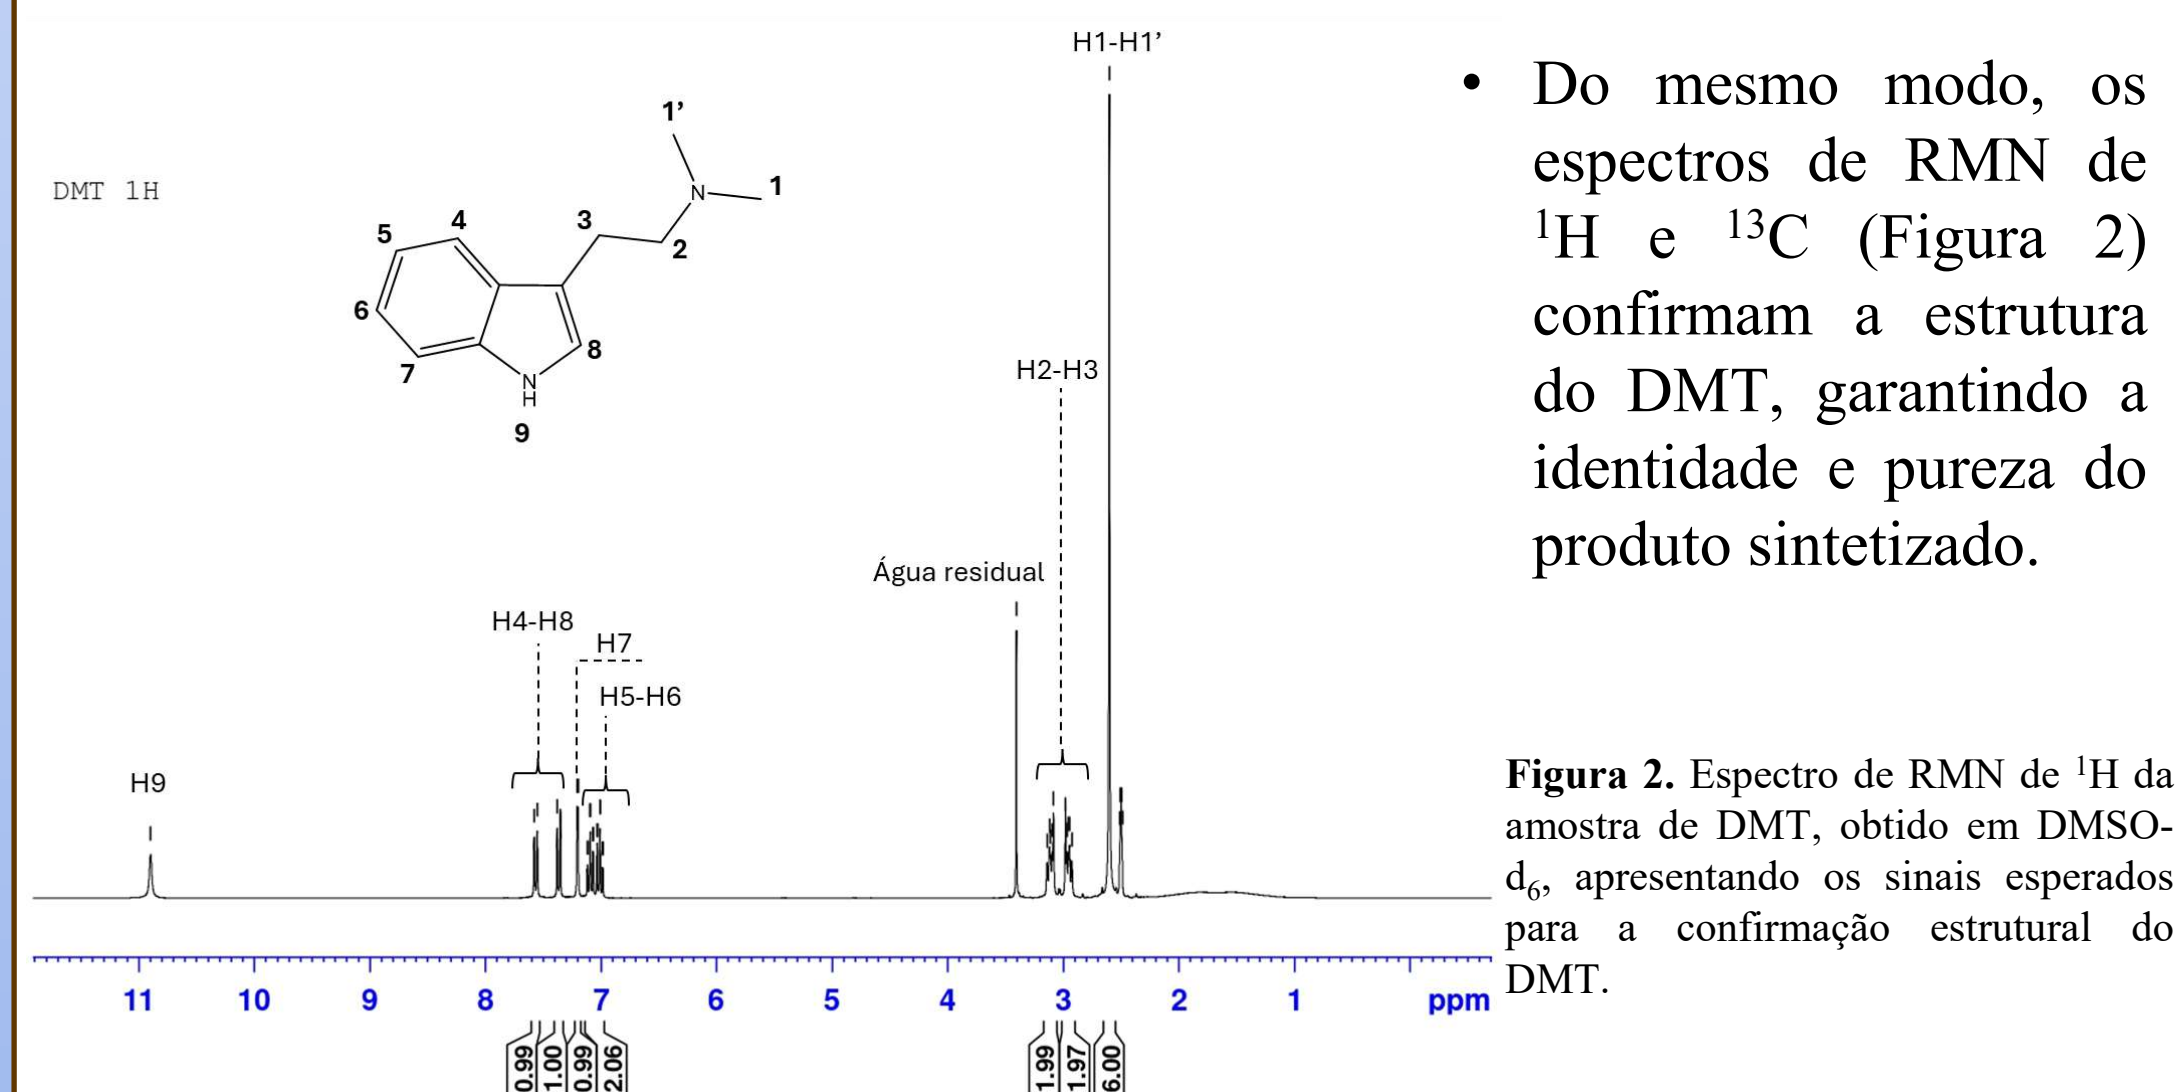 H1-H1’
1’
DMT 1H
N
1
3
4
5
2
6
8
7
N
H
9
H2-H3
Água residual
H4-H8
H7
H5-H6
H9
11 10 9 8 7 6 5 4 3 2 1 ppm
0.99
1.00
0.99
2.06
1.99
1.97
6.00
• Do mesmo modo, os
espectros de RMN de
¹H e ¹³C (Figura 2)
confirmam a estrutura
do DMT, garantindo a
identidade e pureza do
produto sintetizado.
Figura 2. Espectro de RMN de ¹H da
amostra de DMT, obtido em DMSO-
d₆, apresentando os sinais esperados
para a confirmação estrutural do
DMT.